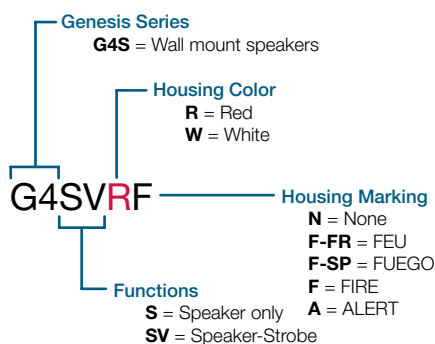 Genesis Series
G4S = Wall mount speakers
Housing Color
R = Red
W = White
G4SVRF
Housing Marking
N = None
F-FR = FEU
F-SP = FUEGO
F = FIRE
A = ALERT
Functions
S = Speaker only
SV = Speaker-Strobe